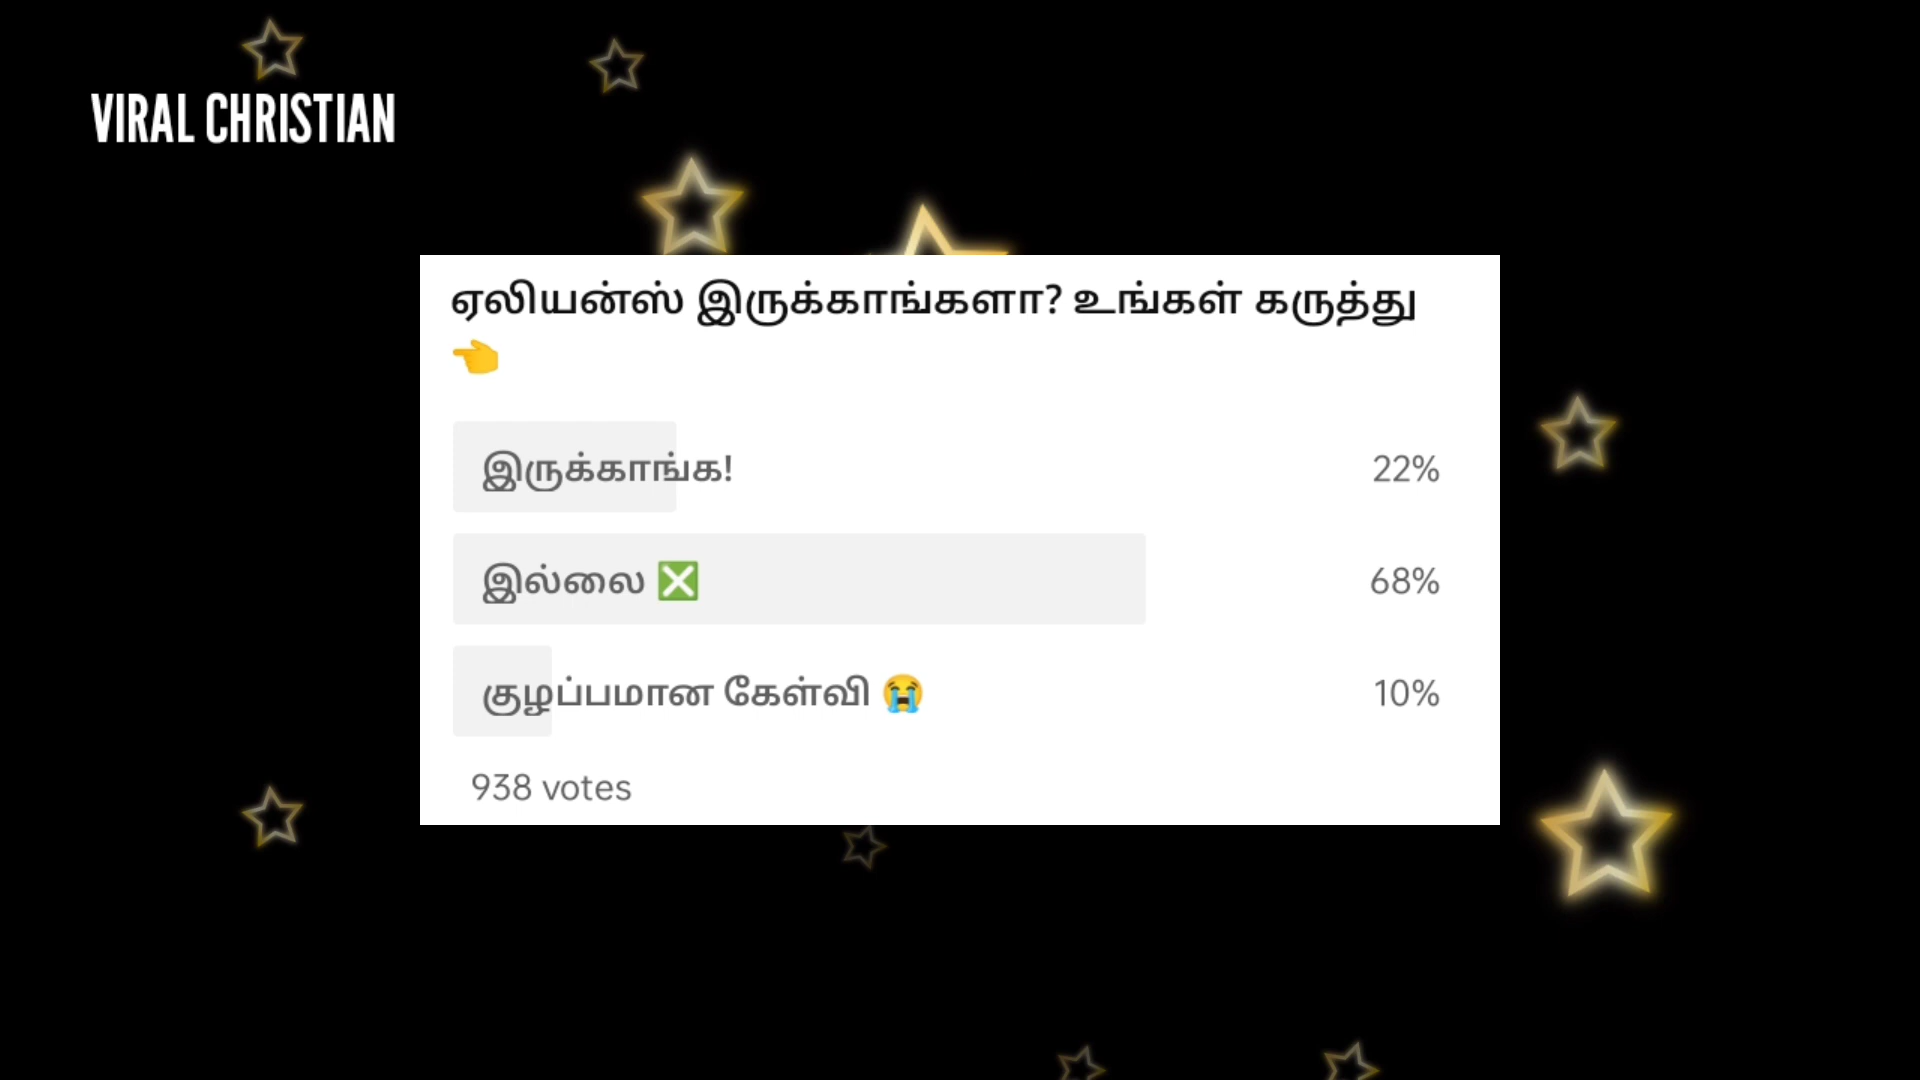 VIRAL CHRISTIAN
ஏலியன்ஸ் இருக்காங்களா? உங்கள் கருத்து
👈
இருக்காங்க! 22%
இல்லை ❎ 68%
குழப்பமான கேள்வி 😭 10%
938 votes